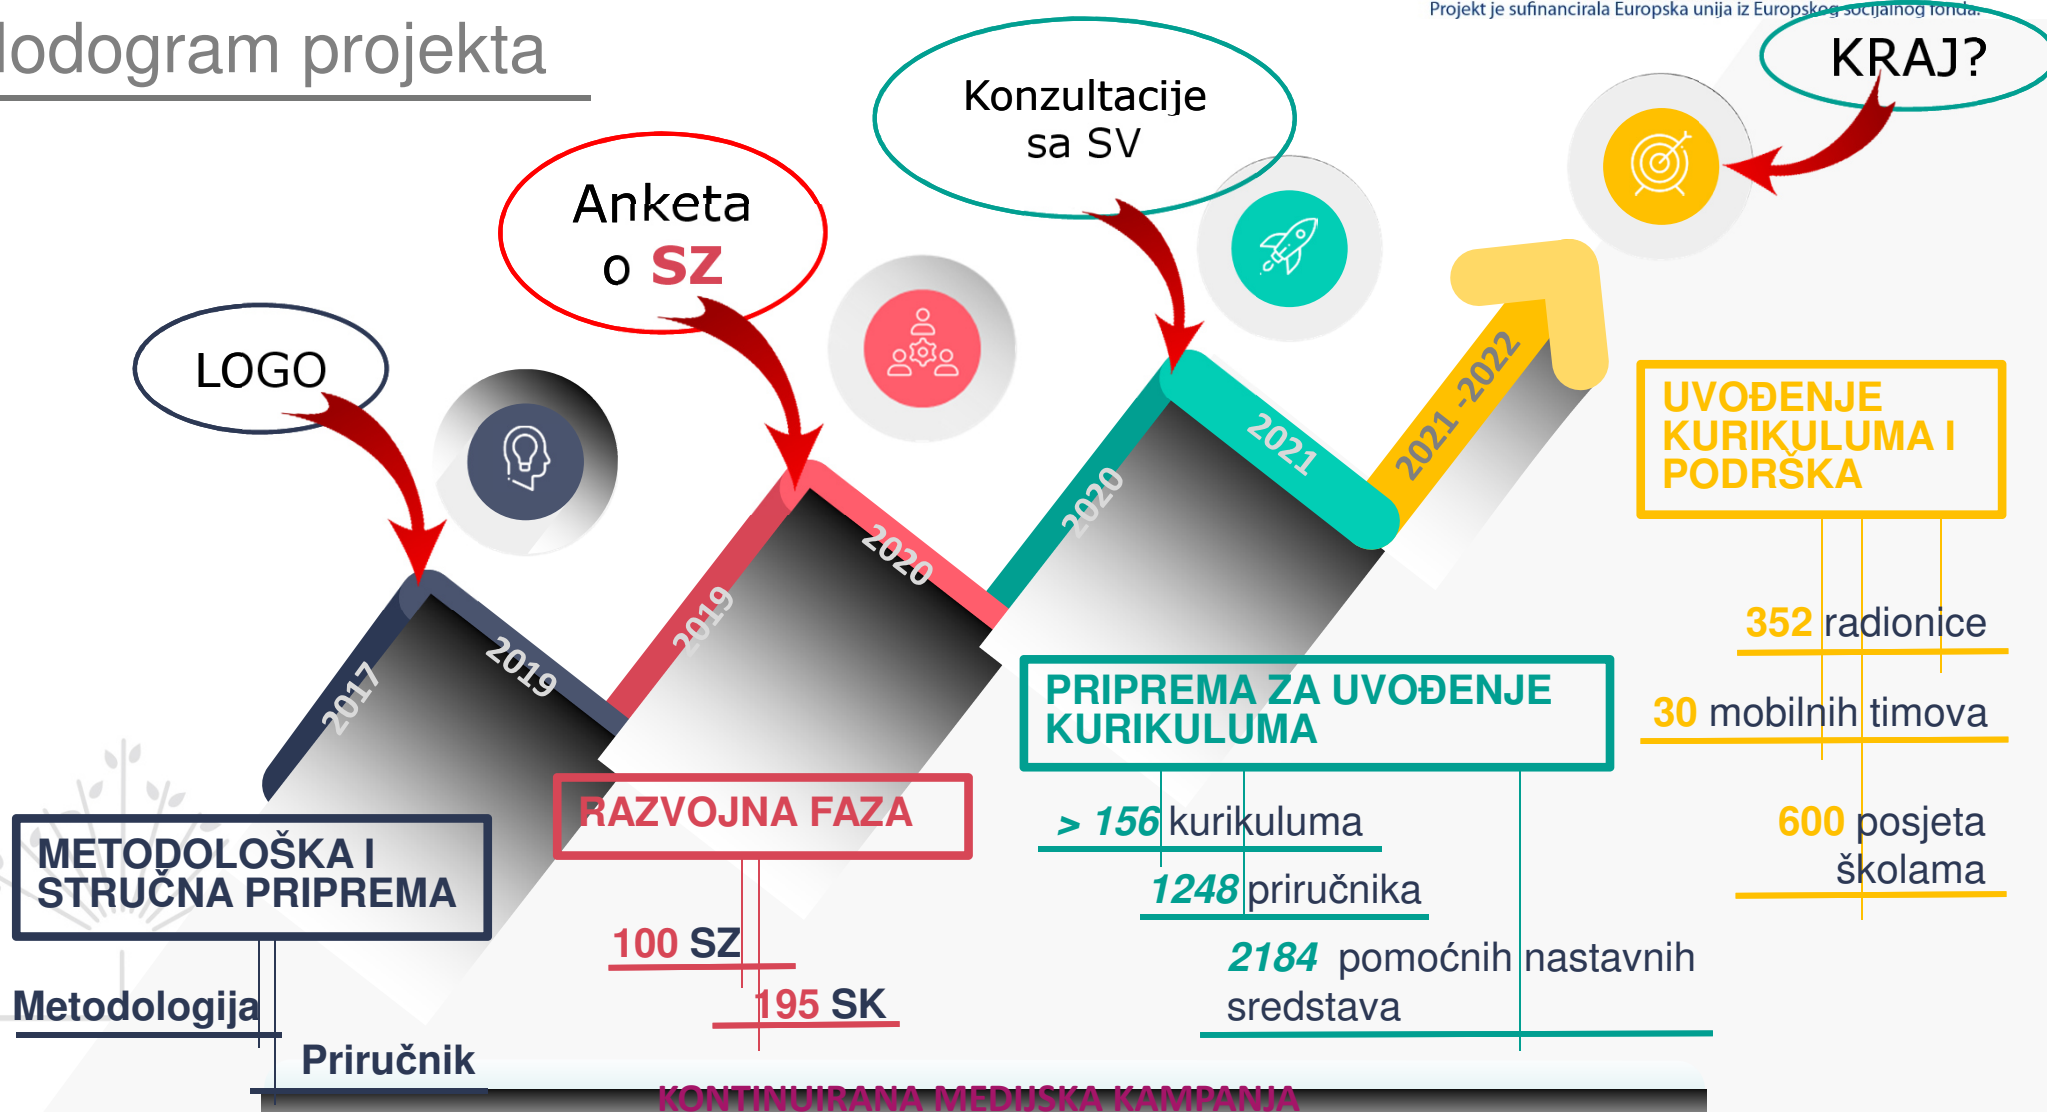 Projekt je sufinancirala Europska unija iz Europskog socijalnog fonda.
lodogram projekta
KRAJ?
Konzultacije
sa SV
Anketa
o SZ
LOGO
2017
2019
2019
2020
2020
2021
2021 -2022
UVOĐENJE
KURIKULUMA I
PODRŠKA
352 radionice
30 mobilnih timova
600 posjeta
školama
PRIPREMA ZA UVOĐENJE
KURIKULUMA
> 156 kurikuluma
1248 priručnika
2184 pomoćnih nastavnih
sredstava
RAZVOJNA FAZA
100 SZ
195 SK
METODOLOŠKA I
STRUČNA PRIPREMA
Metodologija
Priručnik
KONTINUIRANA MEDIJSKA KAMPANJA